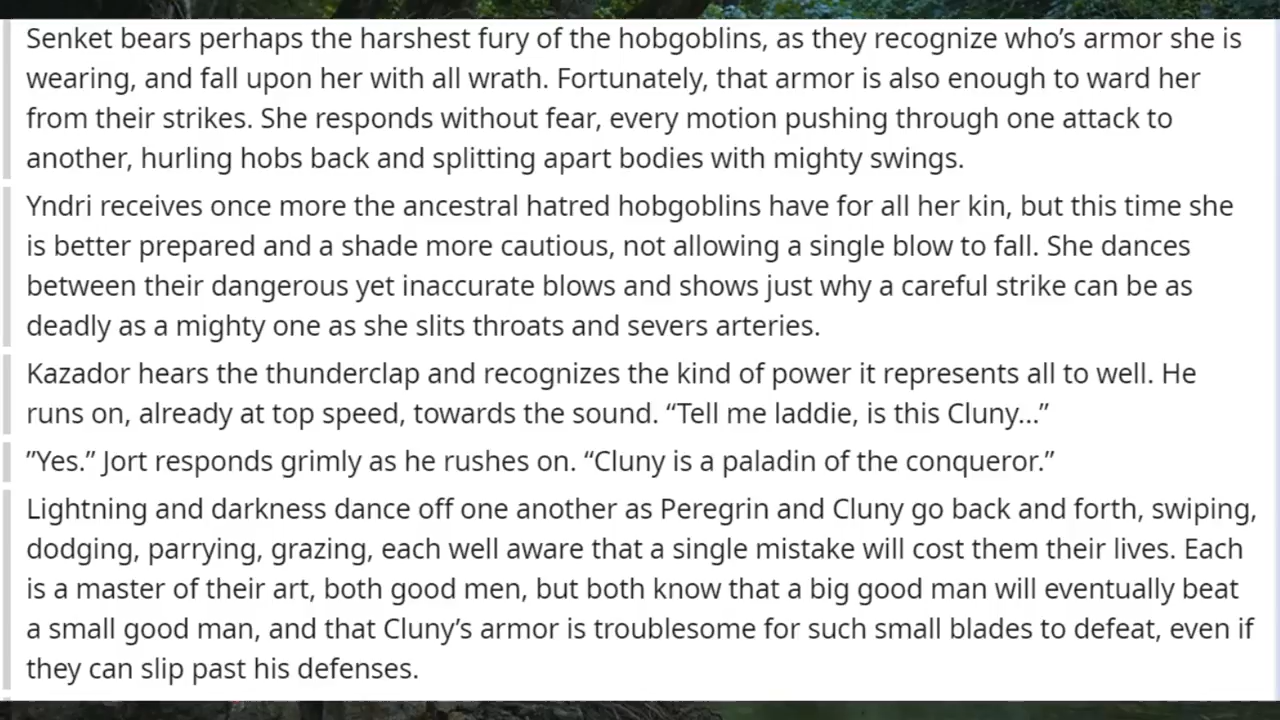 Senket bears perhaps the harshest fury of the hobgoblins, as they recognize who’s armor she is
wearing, and fall upon her with all wrath. Fortunately, that armor is also enough to ward her
from their strikes. She responds without fear, every motion pushing through one attack to
another, hurling hobs back and splitting apart bodies with mighty swings.
Yndri receives once more the ancestral hatred hobgoblins have for all her kin, but this time she
is better prepared and a shade more cautious, not allowing a single blow to fall. She dances
between their dangerous yet inaccurate blows and shows just why a careful strike can be as
deadly as a mighty one as she slits throats and severs arteries.
Kazador hears the thunderclap and recognizes the kind of power it represents all to well. He
runs on, already at top speed, towards the sound. “Tell me laddie, is this Cluny…”
”Yes.” Jort responds grimly as he rushes on. “Cluny is a paladin of the conqueror.”
Lightning and darkness dance off one another as Peregrin and Cluny go back and forth, swiping,
dodging, parrying, grazing, each well aware that a single mistake will cost them their lives. Each
is a master of their art, both good men, but both know that a big good man will eventually beat
a small good man, and that Cluny’s armor is troublesome for such small blades to defeat, even if
they can slip past his defenses.